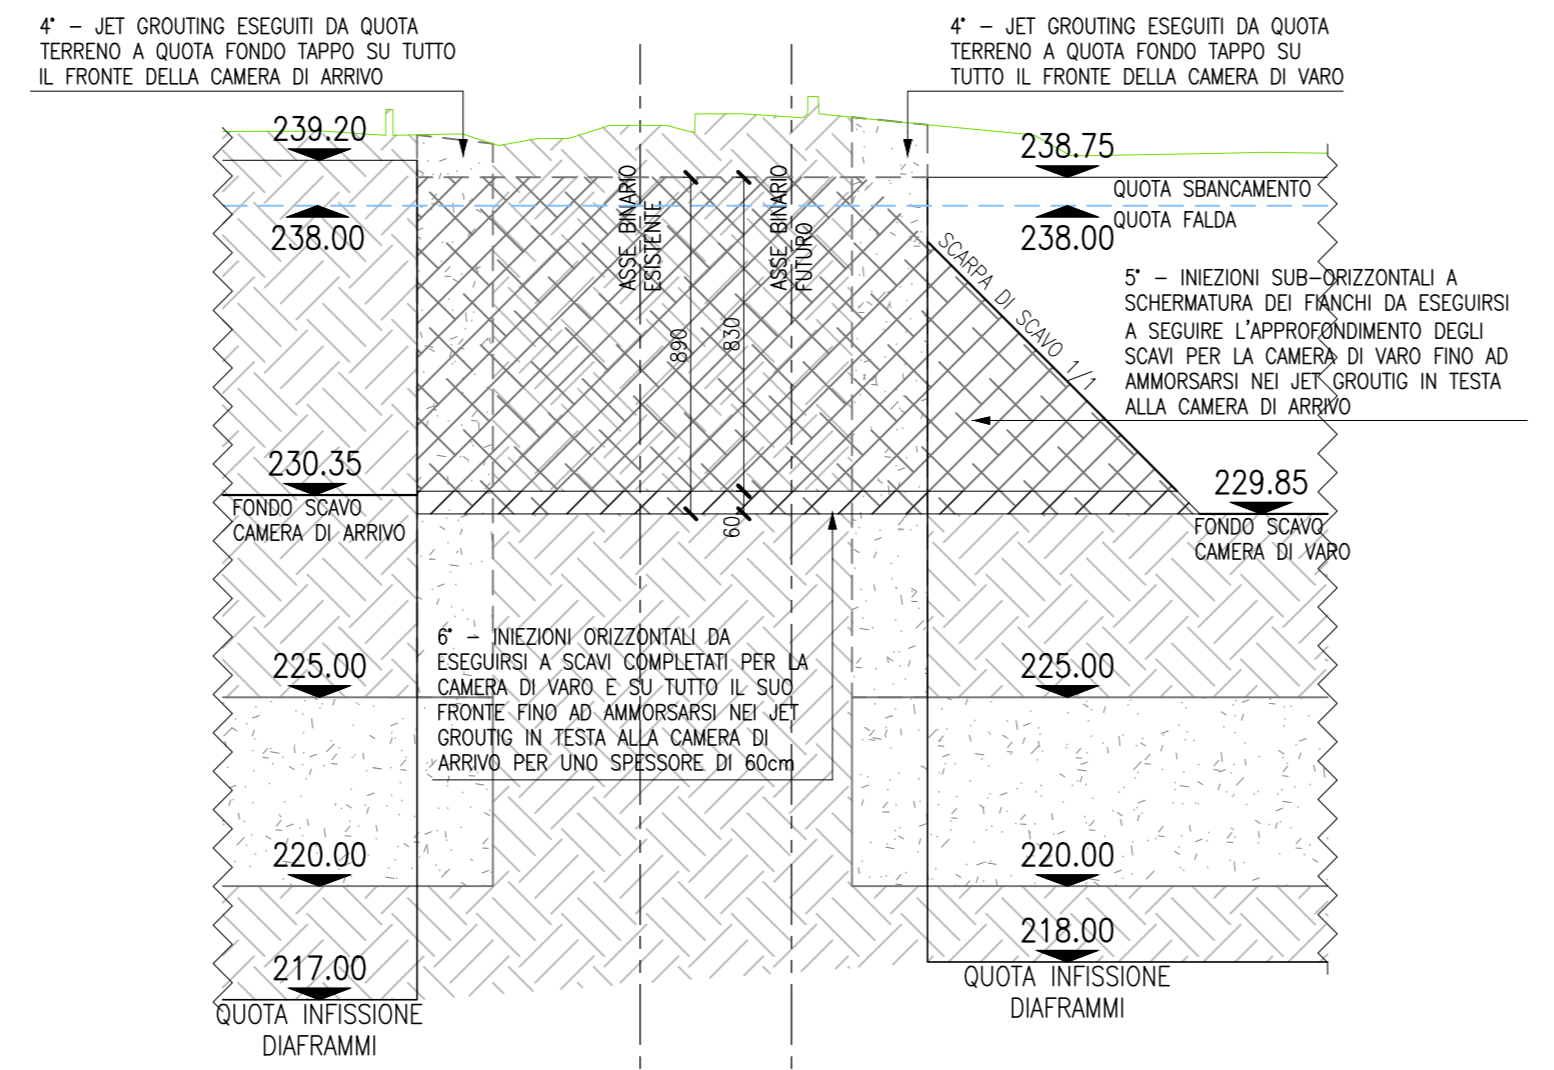 4° - JET GROUTING ESEGUITI DA QUOTA
TERRENO A QUOTA FONDO TAPPO SU TUTTO
IL FRONTE DELLA CAMERA DI ARRIVO
4° - JET GROUTING ESEGUITI DA QUOTA
TERRENO A QUOTA FONDO TAPPO SU
TUTTO IL FRONTE DELLA CAMERA DI VARO
239.20
238.00
238.75
QUOTA SBANCAMENTO
QUOTA FALDA
238.00
ASSE BINARIO
ESISTENTE
ASSE BINARIO
FUTURO
890
830
60
SCARPA DI SCAVO 1/1
5° - INIEZIONI SUB-ORIZZONTALI A
SCHERMATURA DEI FIANCHI DA ESEGUIRSI
A SEGUIRE L'APPROFONDIMENTO DEGLI
SCAVI PER LA CAMERA DI VARO FINO AD
AMMORSARSI NEI JET GROUTIG IN TESTA
ALLA CAMERA DI ARRIVO
230.35
FONDO SCAVO
CAMERA DI ARRIVO
229.85
FONDO SCAVO
CAMERA DI VARO
6° - INIEZIONI ORIZZONTALI DA
ESEGUIRSI A SCAVI COMPLETATI PER LA
CAMERA DI VARO E SU TUTTO IL SUO
FRONTE FINO AD AMMORSARSI NEI JET
GROUTIG IN TESTA ALLA CAMERA DI
ARRIVO PER UNO SPESSORE DI 60cm
225.00
225.00
220.00
220.00
217.00
QUOTA INFISSIONE
DIAFRAMMI
218.00
QUOTA INFISSIONE
DIAFRAMMI